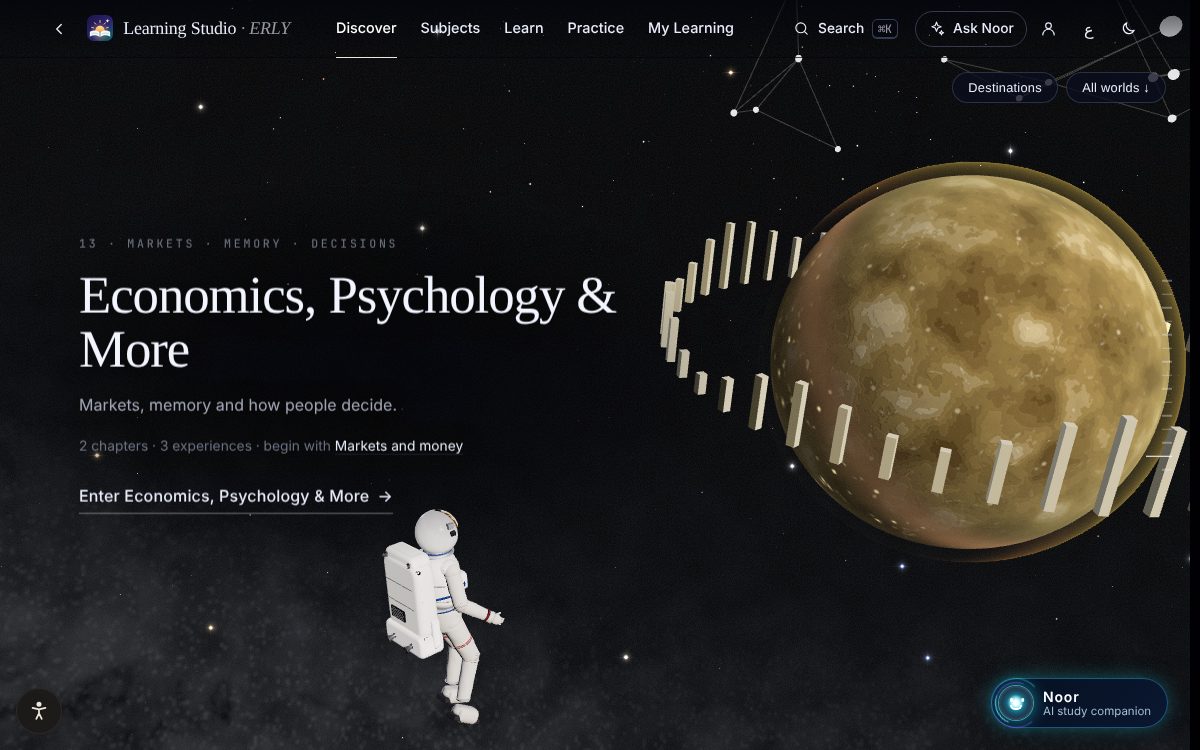 Learning Studio · ERLY
Discover
Subjects
Learn
Practice
My Learning
Search ⌘K
Ask Noor
ع
Destinations
All worlds ↓
13 · MARKETS · MEMORY · DECISIONS
Economics, Psychology &
More
Markets, memory and how people decide.
2 chapters · 3 experiences · begin with Markets and money
Enter Economics, Psychology & More →
Noor
AI study companion